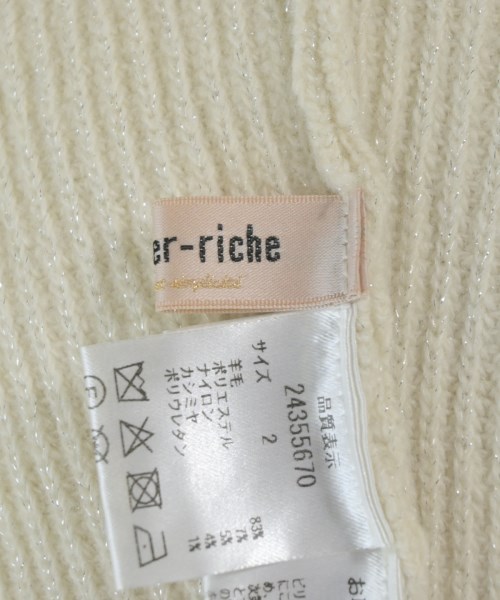 er-riche
品質表示
24355670
サイズ 2
羊毛 83%
ポリエステル 7%
ナイロン 5%
カシミヤ 4%
ポリウレタン 1%